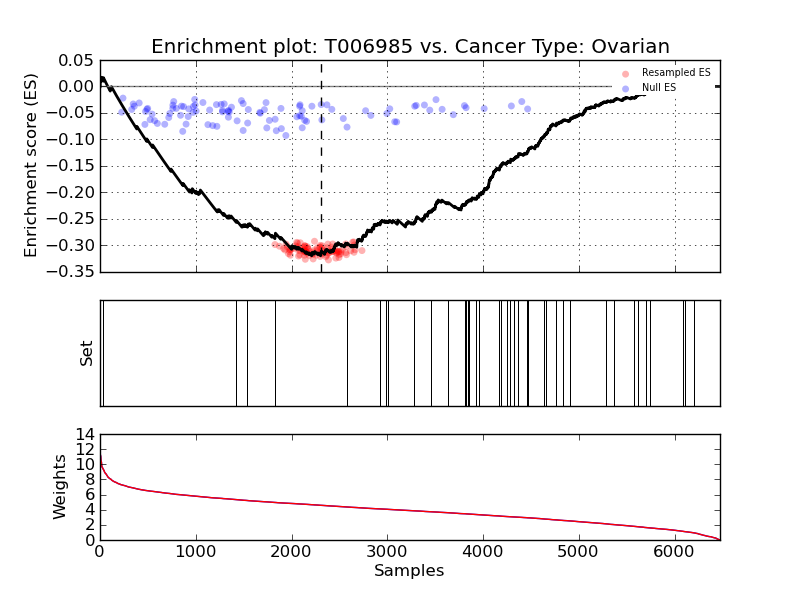 Enrichment plot: T006985 vs. Cancer Type: Ovarian
Enrichment score (ES)
0.05
0.00
−0.05
−0.10
−0.15
−0.20
−0.25
−0.30
−0.35
Resampled ES
Null ES
Set
Weights
14
12
10
8
6
4
2
0
0 1000 2000 3000 4000 5000 6000
Samples